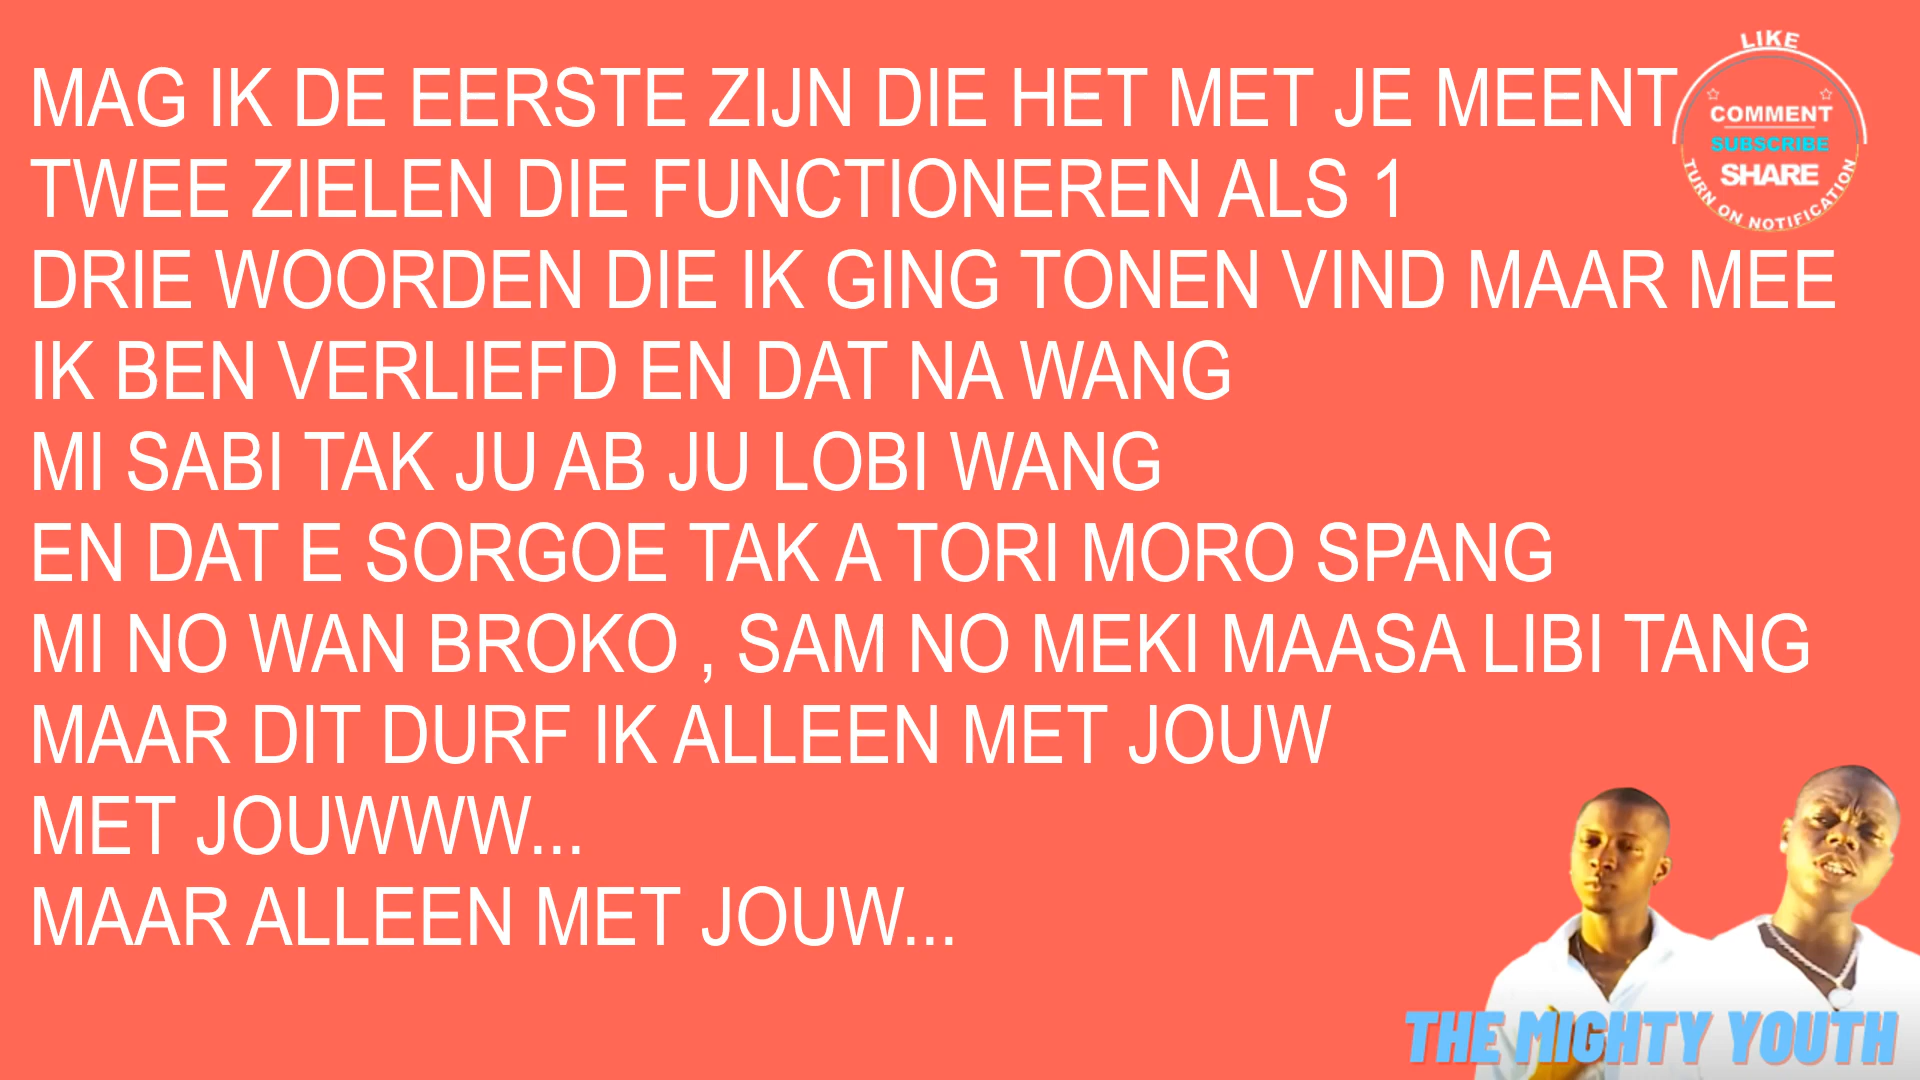 MAG IK DE EERSTE ZIJN DIE HET MET JE MEENT
TWEE ZIELEN DIE FUNCTIONEREN ALS 1
DRIE WOORDEN DIE IK GING TONEN VIND MAAR MEE
IK BEN VERLIEFD EN DAT NA WANG
MI SABI TAK JU AB JU LOBI WANG
EN DAT E SORGOE TAK A TORI MORO SPANG
MI NO WAN BROKO , SAM NO MEKI MAASA LIBI TANG
MAAR DIT DURF IK ALLEEN MET JOUW
MET JOUWWW...
MAAR ALLEEN MET JOUW...
LIKE
COMMENT
SUBSCRIBE
SHARE
TURN ON NOTIFICATION
THE MIGHTY YOUTH